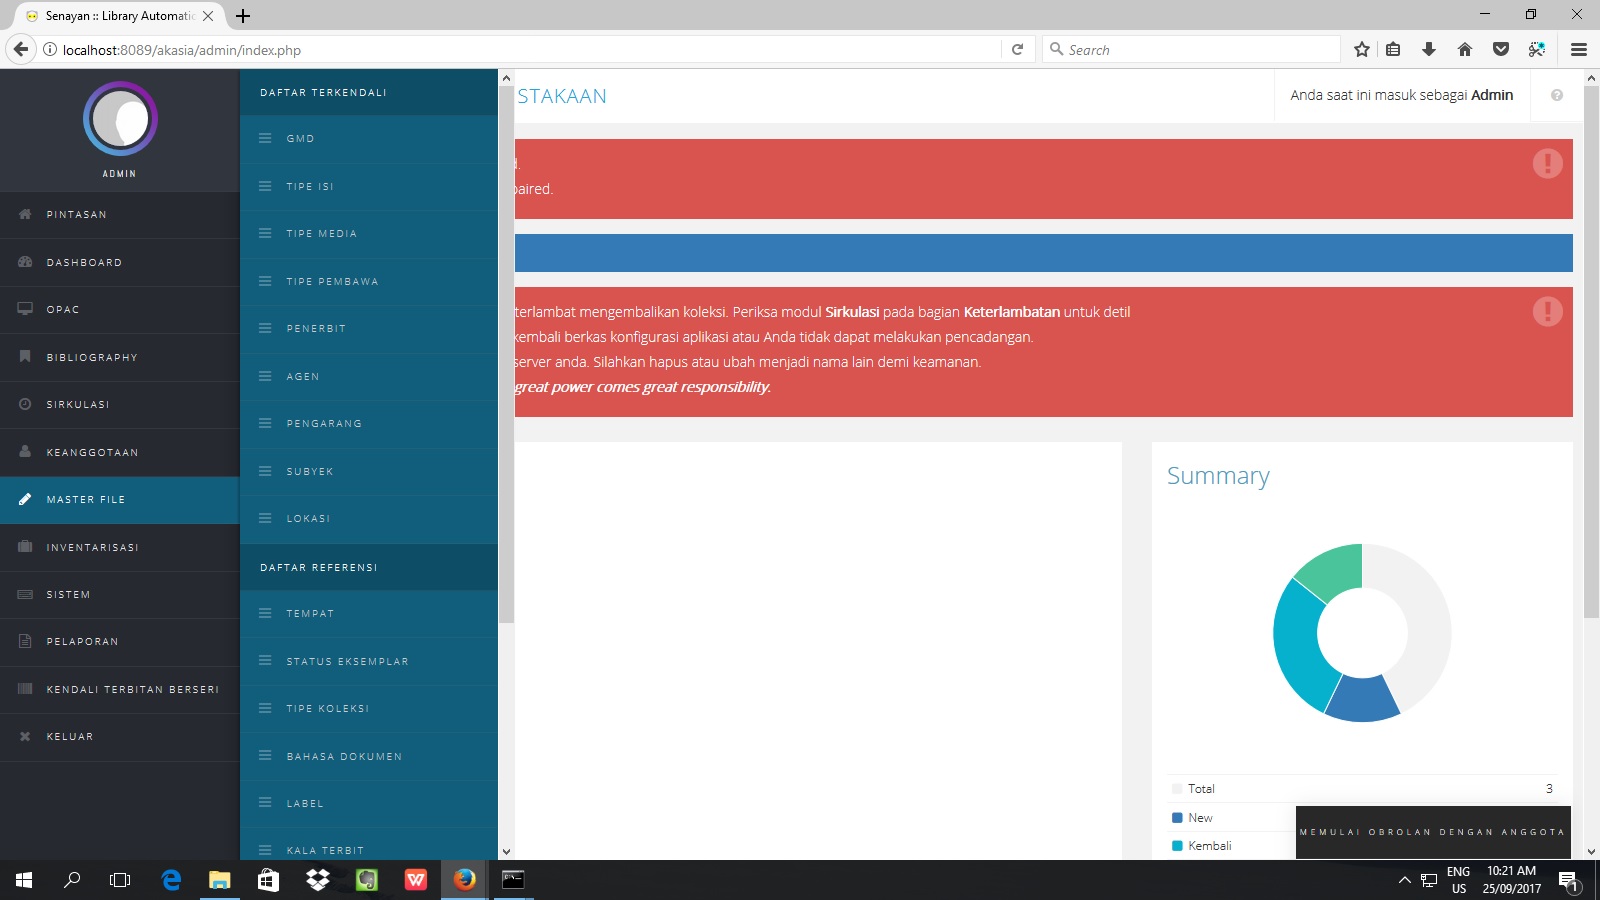 Senayan :: Library Automati
localhost:8089/akasia/admin/index.php
Search
ADMIN
PINTASAN
DASHBOARD
OPAC
BIBLIOGRAPHY
SIRKULASI
KEANGGOTAAN
MASTER FILE
INVENTARISASI
SISTEM
PELAPORAN
KENDALI TERBITAN BERSERI
KELUAR
DAFTAR TERKENDALI
GMD
TIPE ISI
TIPE MEDIA
TIPE PEMBAWA
PENERBIT
AGEN
PENGARANG
SUBYEK
LOKASI
DAFTAR REFERENSI
TEMPAT
STATUS EKSEMPLAR
TIPE KOLEKSI
BAHASA DOKUMEN
LABEL
KALA TERBIT
STAKAAN
Anda saat ini masuk sebagai Admin
d.
paired.
terlambat mengembalikan koleksi. Periksa modul Sirkulasi pada bagian Keterlambatan untuk detil
kembali berkas konfigurasi aplikasi atau Anda tidak dapat melakukan pencadangan.
server anda. Silahkan hapus atau ubah menjadi nama lain demi keamanan.
great power comes great responsibility.
Summary
Total 3
New
Kembali
MEMULAI OBROLAN DENGAN ANGGOTA
ENG
US
10:21 AM
25/09/2017
1